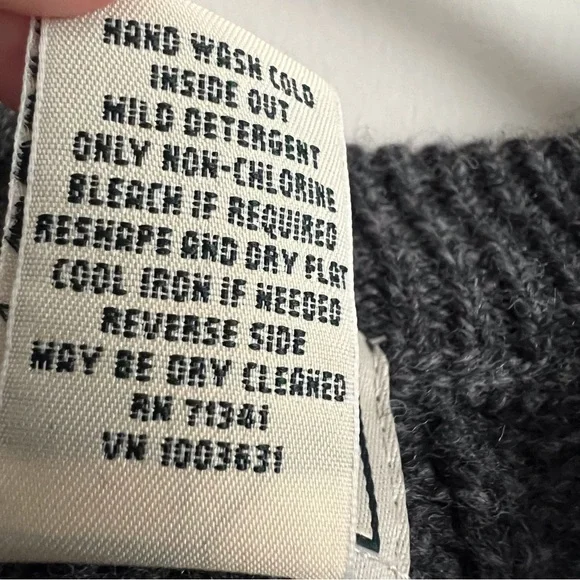 HAND WASH COLD
INSIDE OUT
MILD DETERGENT
ONLY NON-CHLORINE
BLEACH IF REQUIRED
RESHAPE AND DRY FLAT
COOL IRON IF NEEDED
REVERSE SIDE
MAY BE DRY CLEANED
RN 71341
VN 1003631